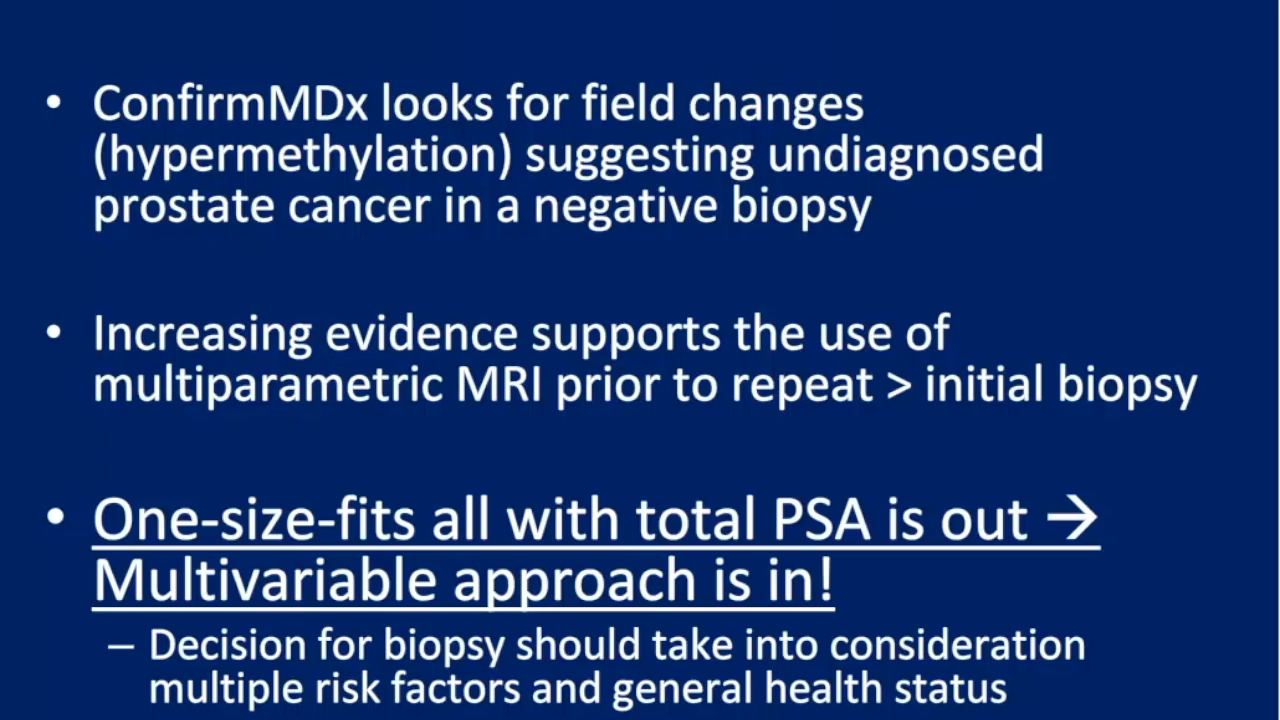 • ConfirmMDx looks for field changes
(hypermethylation) suggesting undiagnosed
prostate cancer in a negative biopsy
• Increasing evidence supports the use of
multiparametric MRI prior to repeat > initial biopsy
• One-size-fits all with total PSA is out →
Multivariable approach is in!
– Decision for biopsy should take into consideration
multiple risk factors and general health status